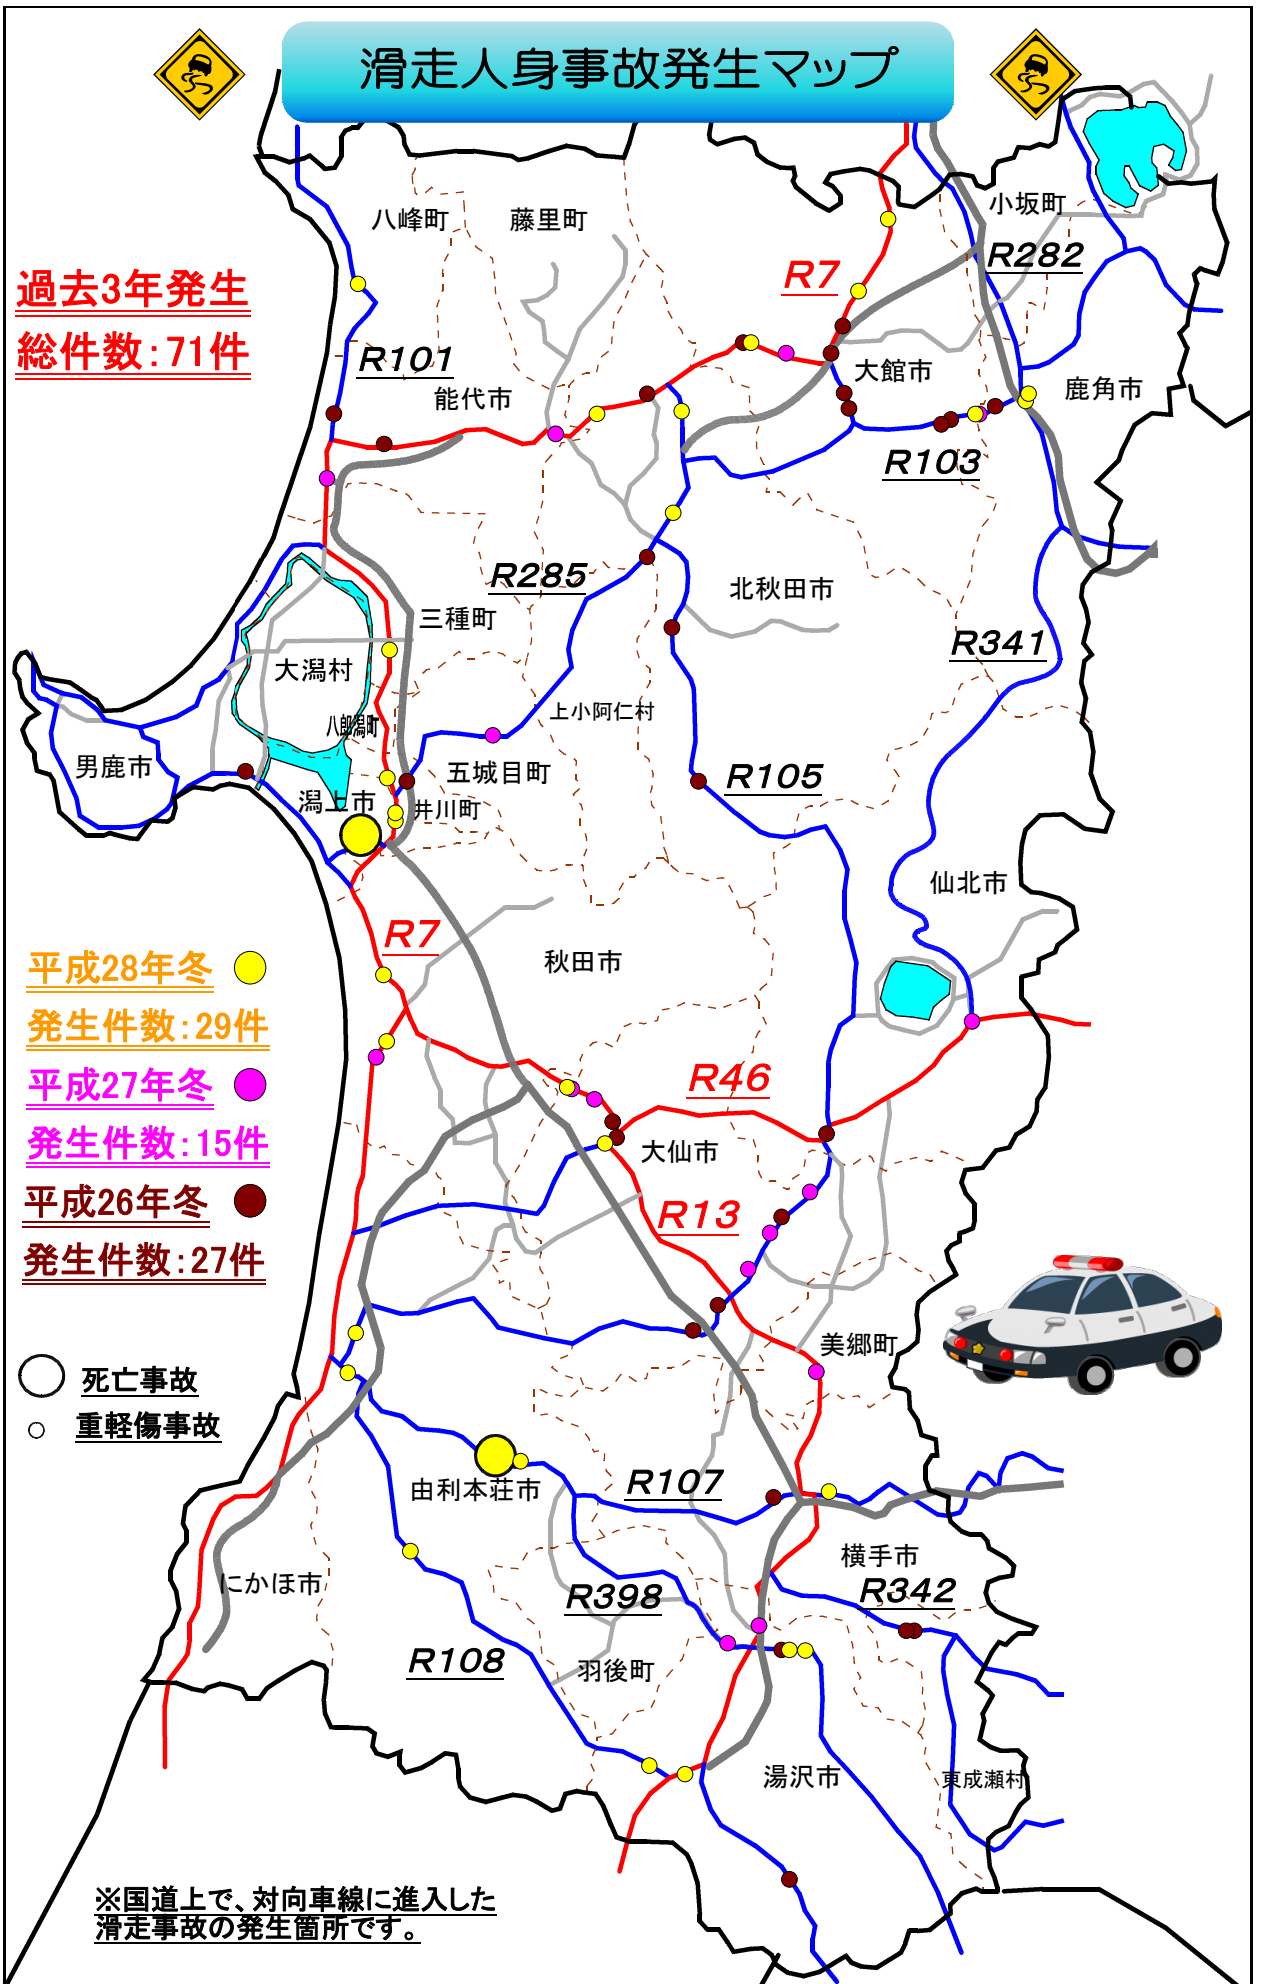 滑走人身事故発生マップ
八峰町
藤里町
小坂町
R282
R7
過去3年発生
総件数：71件
R101
能代市
大館市
鹿角市
R103
R285
北秋田市
三種町
R341
大潟村
上小阿仁村
八郎潟町
男鹿市
五城目町
R105
潟上市
井川町
仙北市
R7
秋田市
平成28年冬
発生件数：29件
平成27年冬
発生件数：15件
平成26年冬
発生件数：27件
R46
大仙市
R13
美郷町
死亡事故
重軽傷事故
由利本荘市
R107
横手市
にかほ市
R398
R342
R108
羽後町
湯沢市
東成瀬村
※国道上で、対向車線に進入した
滑走事故の発生箇所です。